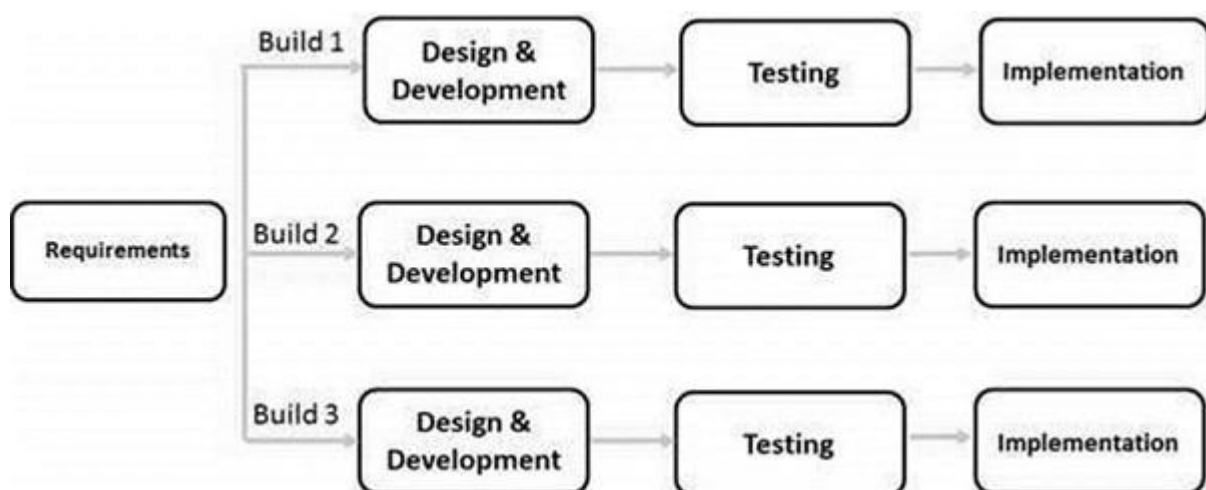 Build 1
Design &
Development
Testing
Implementation
Requirements
Build 2
Design &
Development
Testing
Implementation
Build 3
Design &
Development
Testing
Implementation